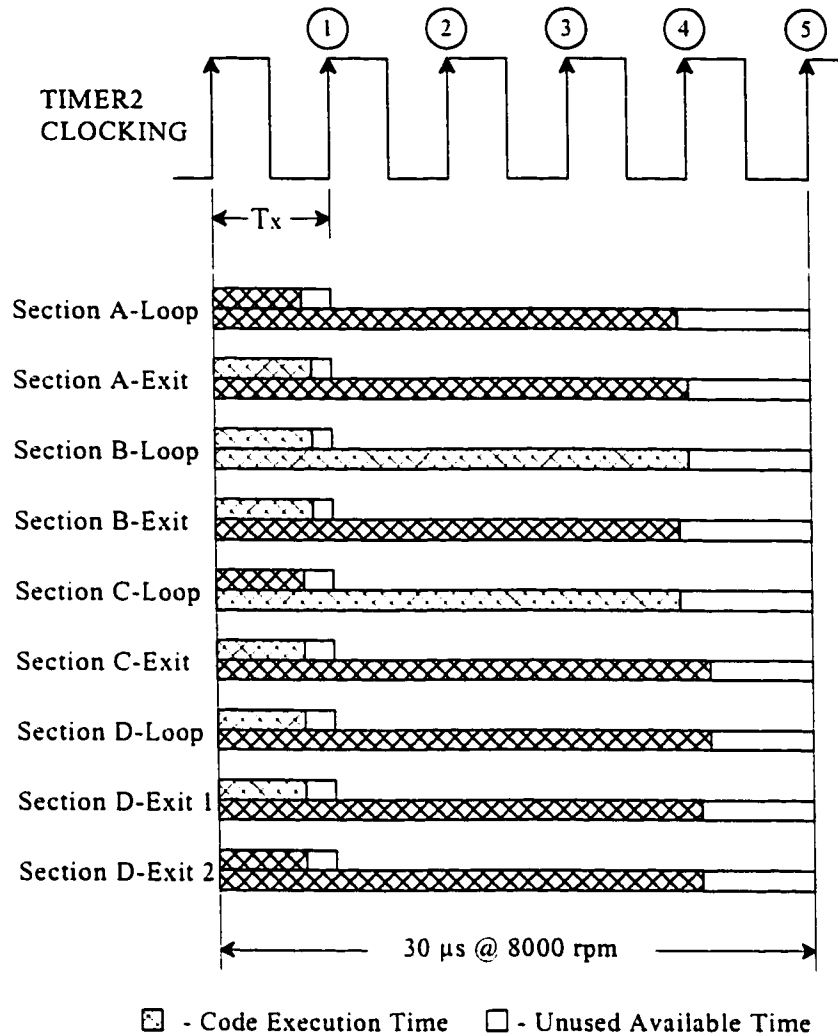 1 2 3 4 5
TIMER2
CLOCKING
Tx
Section A-Loop
Section A-Exit
Section B-Loop
Section B-Exit
Section C-Loop
Section C-Exit
Section D-Loop
Section D-Exit 1
Section D-Exit 2
30 µs @ 8000 rpm
- Code Execution Time - Unused Available Time